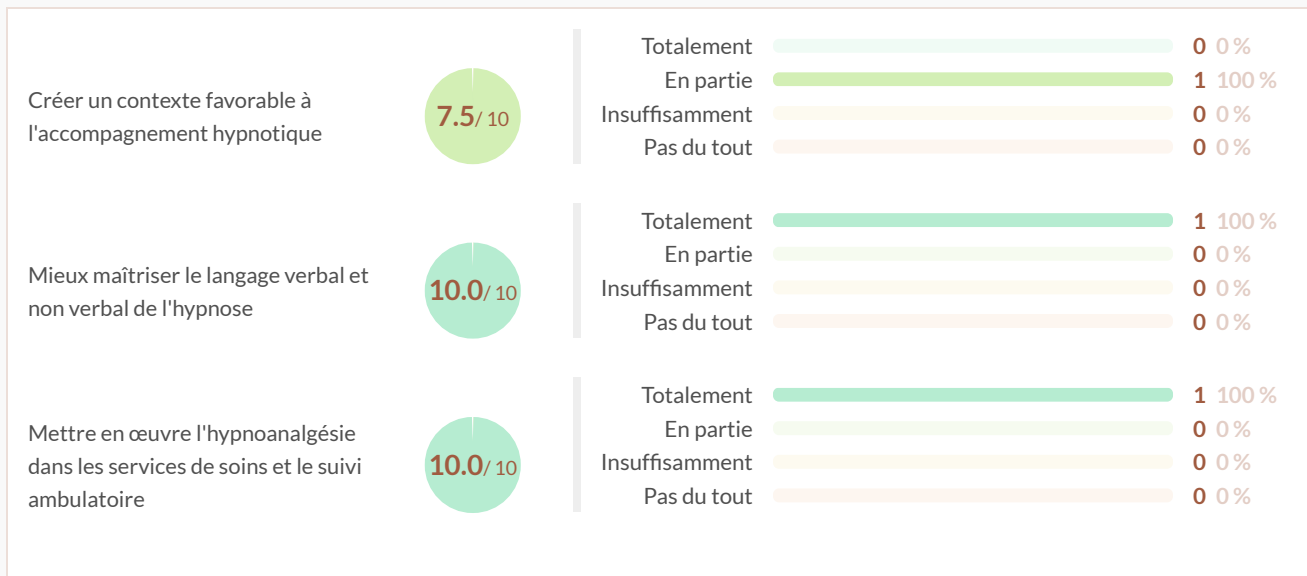 Créer un contexte favorable à
l'accompagnement hypnotique
7.5/ 10
Totalement 0 0 %
En partie 1 100 %
Insuffisamment 0 0 %
Pas du tout 0 0 %
Mieux maîtriser le langage verbal et
non verbal de l'hypnose
10.0/ 10
Totalement 1 100 %
En partie 0 0 %
Insuffisamment 0 0 %
Pas du tout 0 0 %
Mettre en œuvre l'hypnoanalgésie
dans les services de soins et le suivi
ambulatoire
10.0/ 10
Totalement 1 100 %
En partie 0 0 %
Insuffisamment 0 0 %
Pas du tout 0 0 %